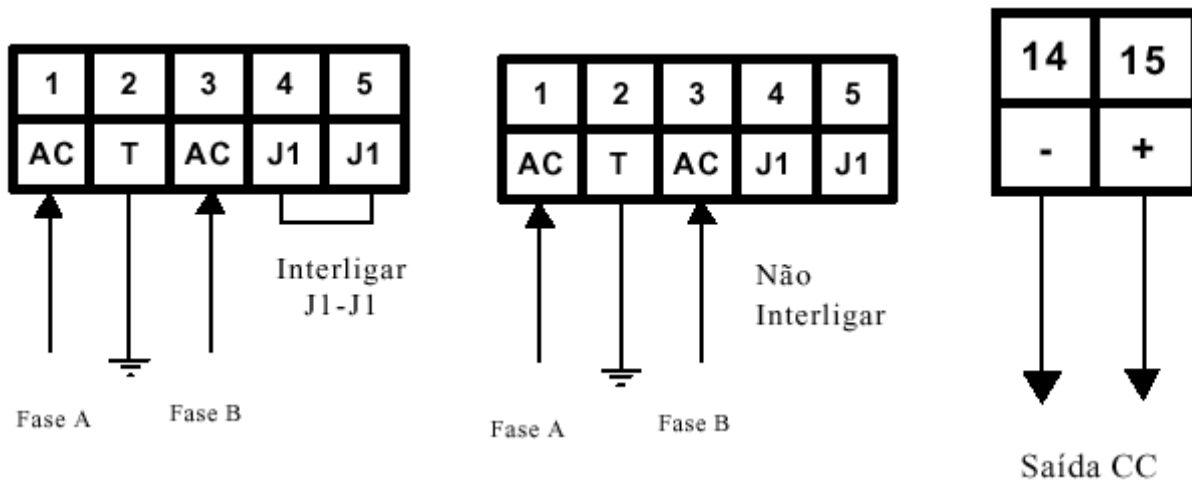 1 2 3 4 5
AC T AC J1 J1
Interligar
J1-J1
Fase A Fase B
1 2 3 4 5
AC T AC J1 J1
Não
Interligar
Fase A Fase B
14 15
- +
Saída CC